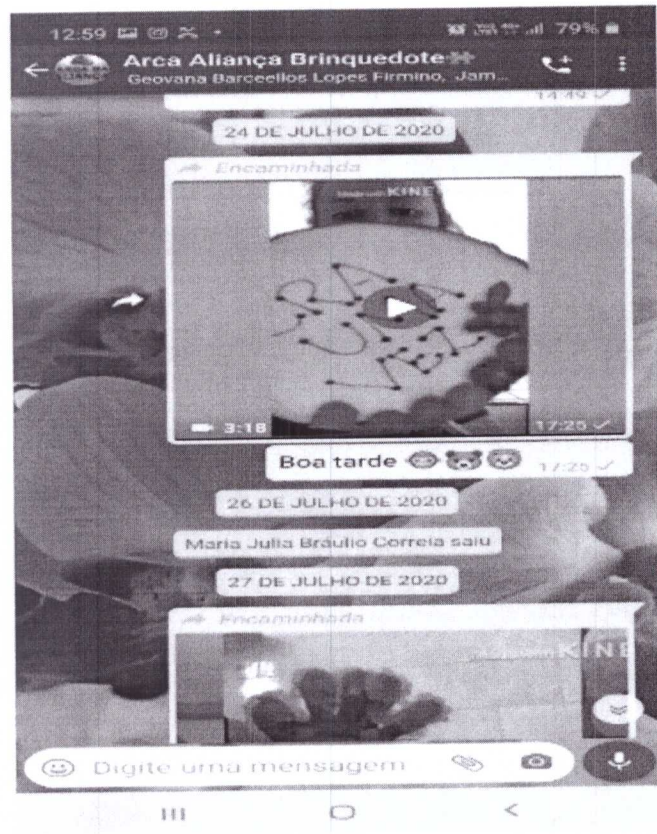 12:59 79%
Arca Aliança Brinquedote
Geovana Barceellos Lopes Firmino, Jam...
14:49
24 DE JULHO DE 2020
Encaminhada
KINE
3:18
17:25
Boa tarde
17:25
26 DE JULHO DE 2020
Maria Julia Bráulio Correia saiu
27 DE JULHO DE 2020
Encaminhada
KINE
Digite uma mensagem